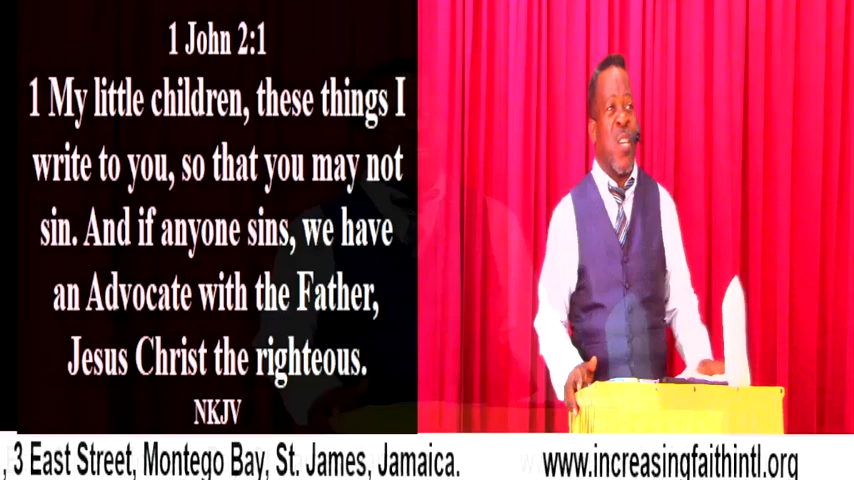 1 John 2:1
1 My little children, these things I
write to you, so that you may not
sin. And if anyone sins, we have
an Advocate with the Father,
Jesus Christ the righteous.
NKJV
, 3 East Street, Montego Bay, St. James, Jamaica.
www.increasingfaithintl.org